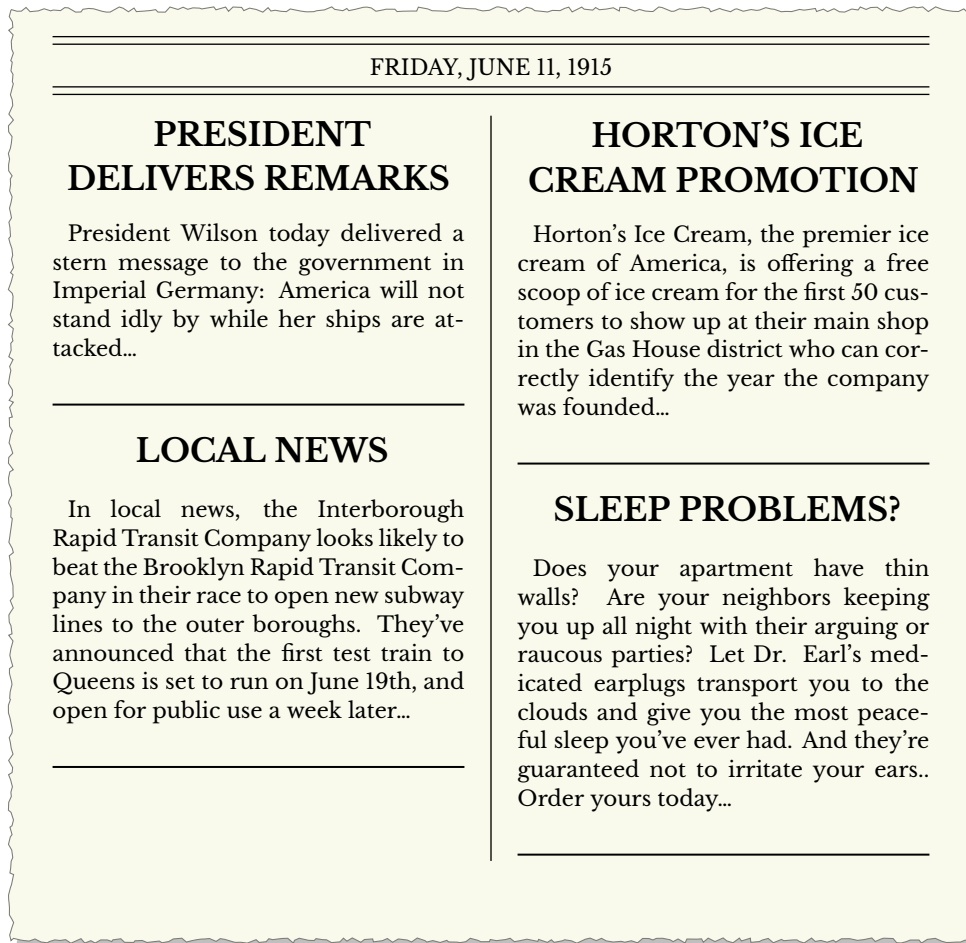 FRIDAY, JUNE 11, 1915
PRESIDENT
DELIVERS REMARKS
President Wilson today delivered a
stern message to the government in
Imperial Germany: America will not
stand idly by while her ships are at-
tacked...
LOCAL NEWS
In local news, the Interborough
Rapid Transit Company looks likely to
beat the Brooklyn Rapid Transit Com-
pany in their race to open new subway
lines to the outer boroughs. They’ve
announced that the first test train to
Queens is set to run on June 19th, and
open for public use a week later...
HORTON’S ICE
CREAM PROMOTION
Horton’s Ice Cream, the premier ice
cream of America, is offering a free
scoop of ice cream for the first 50 cus-
tomers to show up at their main shop
in the Gas House district who can cor-
rectly identify the year the company
was founded...
SLEEP PROBLEMS?
Does your apartment have thin
walls? Are your neighbors keeping
you up all night with their arguing or
raucous parties? Let Dr. Earl’s med-
icated earplugs transport you to the
clouds and give you the most peace-
ful sleep you’ve ever had. And they’re
guaranteed not to irritate your ears..
Order yours today...